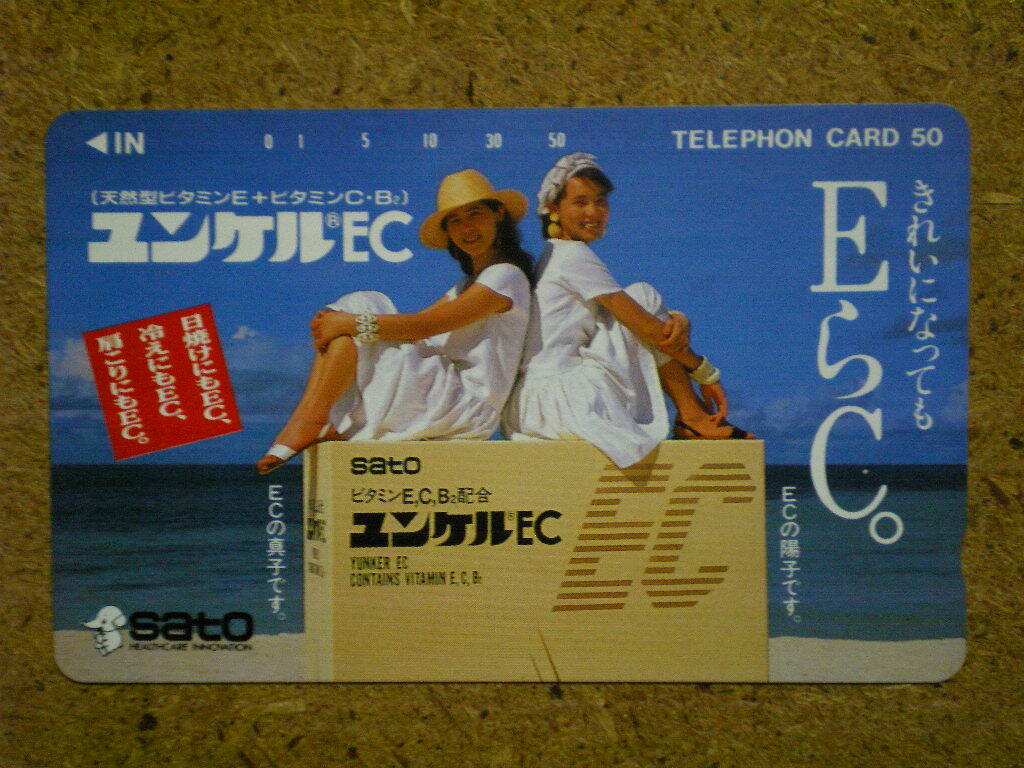 ◀IN
0 1 5 10 30 50
TELEPHON CARD 50
〔天然型ビタミンE+ビタミンC・B₂〕
ユンケル®EC
きれいになっても
EらC。
日焼けにもEC、
冷えにもEC、
肩こりにもEC。
sato
ビタミンE,C,B₂配合
ユンケル®EC
YUNKER EC
CONTAINS VITAMIN E, C, B₂
EC
ECの真子です。
ECの陽子です。
sato
HEALTHCARE INNOVATION